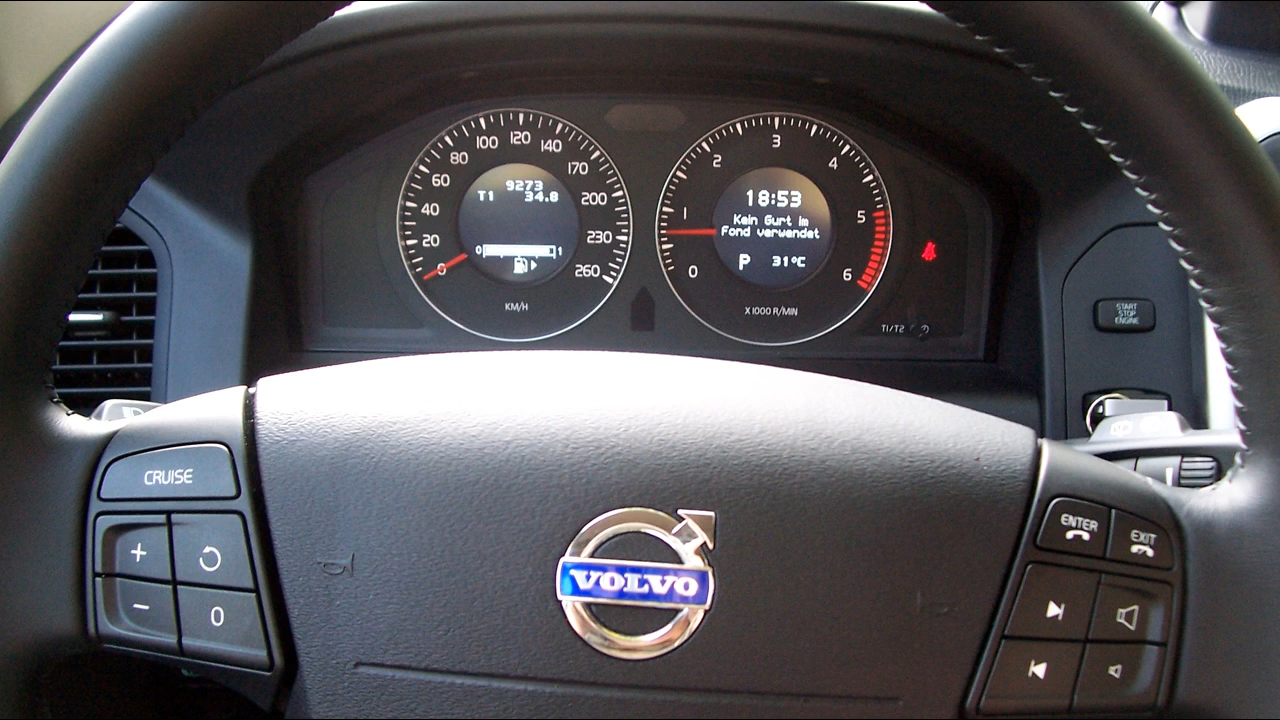 0
20
40
60
80
100
120
140
170
200
230
260
9273
T1 34.8
0 1
KM/H
0
1
2
3
4
5
6
18:53
Kein Gurt im
Fond verwendet
P 31°C
X1000 R/MIN
T1/T2
START
STOP
ENGINE
CRUISE
+
−
0
VOLVO
ENTER
EXIT